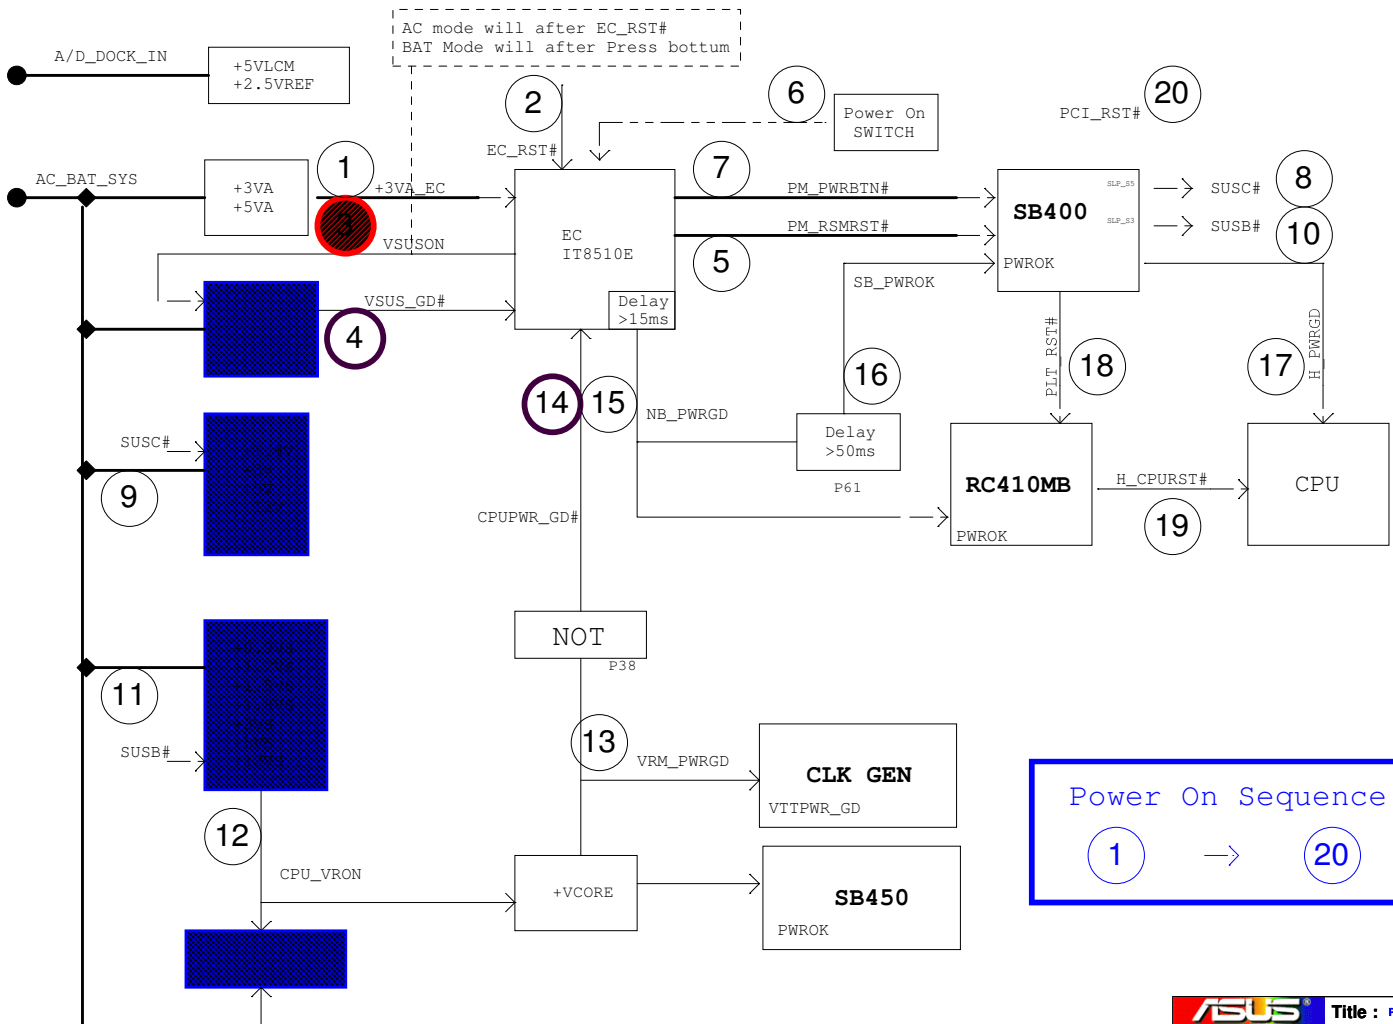 AC mode will after EC_RST#
BAT Mode will after Press bottum
A/D_DOCK_IN
+5VLCM
+2.5VREF
2
6
Power On
SWITCH
PCI_RST#
20
EC_RST#
AC_BAT_SYS
+3VA
+5VA
1
+3VA_EC
3
VSUSON
EC
IT8510E
Delay
>15ms
7
PM_PWRBTN#
PM_RSMRST#
5
SB_PWROK
SB400
SLP_S5
SLP_S3
PWROK
SUSC#
8
SUSB#
10
VSUS_GD#
4
14
15
NB_PWRGD
16
Delay
>50ms
P61
PLT_RST#
18
17
H_PWRGD
SUSC#
9
CPUPWR_GD#
RC410MB
PWROK
H_CPURST#
19
CPU
NOT
P38
11
SUSB#
13
VRM_PWRGD
CLK GEN
VTTPWR_GD
12
CPU_VRON
+VCORE
SB450
PWROK
Power On Sequence
1
20
ASUS®
Title :